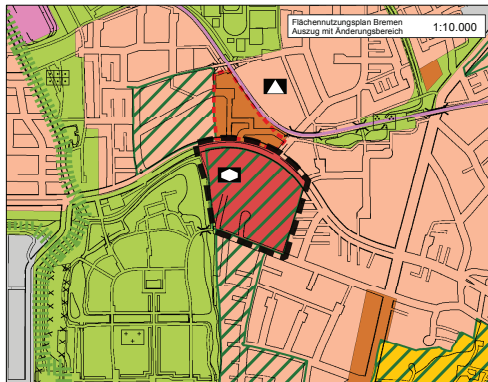 Flächennutzungsplan Bremen
Auszug mit Änderungsbereich
1:10.000